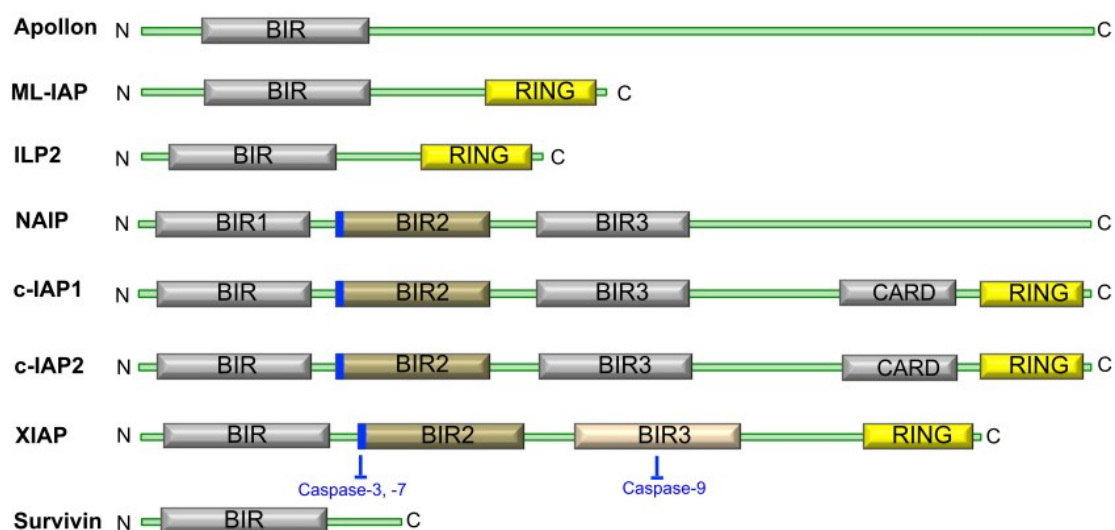 Apollon N BIR C
ML-IAP N BIR RING C
ILP2 N BIR RING C
NAIP N BIR1 BIR2 BIR3 C
c-IAP1 N BIR BIR2 BIR3 CARD RING C
c-IAP2 N BIR BIR2 BIR3 CARD RING C
XIAP N BIR BIR2 BIR3 RING C
Caspase-3, -7 Caspase-9
Survivin N BIR C